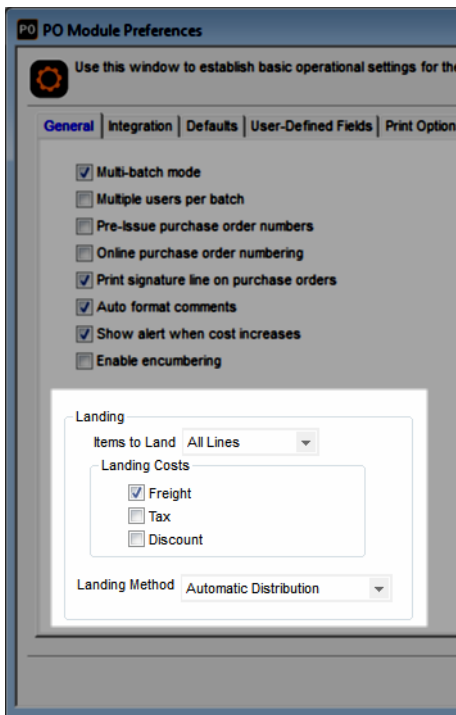 PO PO Module Preferences
Use this window to establish basic operational settings for the
General Integration Defaults User-Defined Fields Print Option
Multi-batch mode
Multiple users per batch
Pre-Issue purchase order numbers
Online purchase order numbering
Print signature line on purchase orders
Auto format comments
Show alert when cost increases
Enable encumbering
Landing
Items to Land All Lines
Landing Costs
Freight
Tax
Discount
Landing Method Automatic Distribution